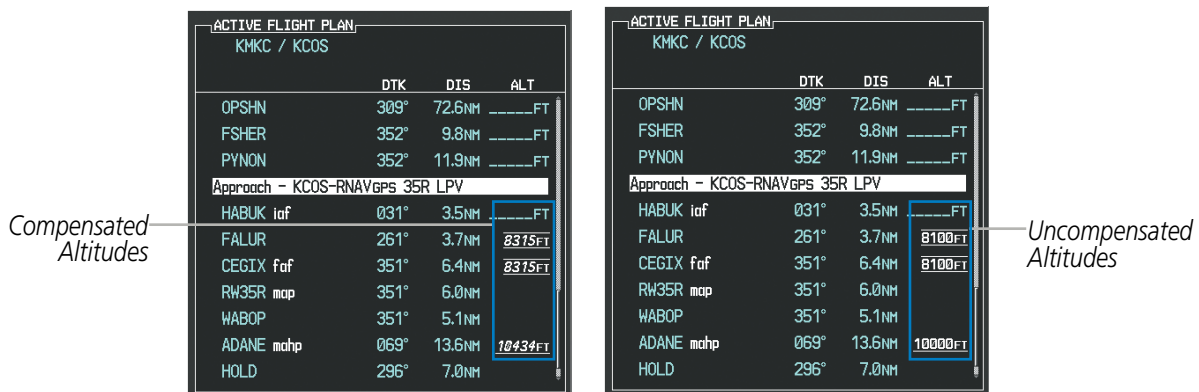 ACTIVE FLIGHT PLAN
KMKC / KCOS
DTK DIS ALT
OPSHN 309° 72.6NM _____FT
FSHER 352° 9.8NM _____FT
PYNON 352° 11.9NM _____FT
Approach - KCOS-RNAVGPS 35R LPV
HABUK iaf 031° 3.5NM _____FT
FALUR 261° 3.7NM 8315FT
CEGIX faf 351° 6.4NM 8315FT
RW35R map 351° 6.0NM
WABOP 351° 5.1NM
ADANE mahp 069° 13.6NM 10434FT
HOLD 296° 7.0NM
Compensated
Altitudes
ACTIVE FLIGHT PLAN
KMKC / KCOS
DTK DIS ALT
OPSHN 309° 72.6NM _____FT
FSHER 352° 9.8NM _____FT
PYNON 352° 11.9NM _____FT
Approach - KCOS-RNAVGPS 35R LPV
HABUK iaf 031° 3.5NM _____FT
FALUR 261° 3.7NM 8100FT
CEGIX faf 351° 6.4NM 8100FT
RW35R map 351° 6.0NM
WABOP 351° 5.1NM
ADANE mahp 069° 13.6NM 10000FT
HOLD 296° 7.0NM
Uncompensated
Altitudes